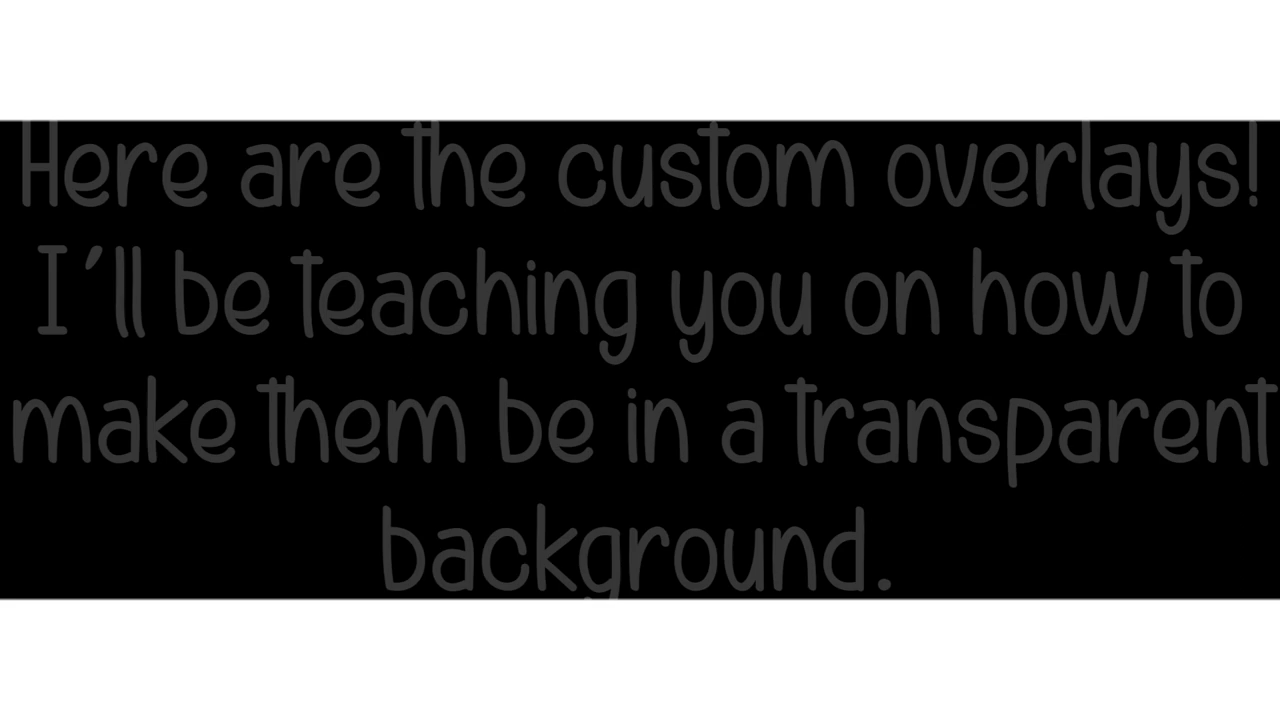 Here are the custom overlays!
I'll be teaching you on how to
make them be in a transparent
background.